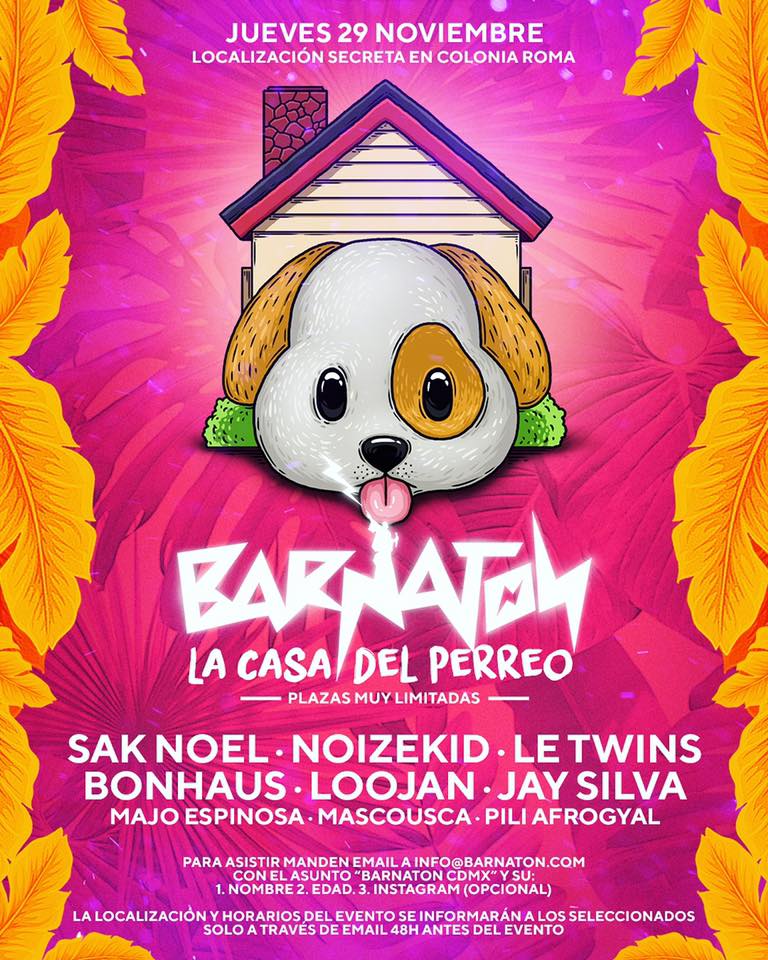 JUEVES 29 NOVIEMBRE
LOCALIZACIÓN SECRETA EN COLONIA ROMA
BARNATON
LA CASA DEL PERREO
PLAZAS MUY LIMITADAS
SAK NOEL · NOIZEKID · LE TWINS
BONHAUS · LOOJAN · JAY SILVA
MAJO ESPINOSA · MASCOUSCA · PILI AFROGYAL
PARA ASISTIR MANDEN EMAIL A INFO@BARNATON.COM
CON EL ASUNTO "BARNATON CDMX" Y SU:
1. NOMBRE 2. EDAD. 3. INSTAGRAM (OPCIONAL)
LA LOCALIZACIÓN Y HORARIOS DEL EVENTO SE INFORMARÁN A LOS SELECCIONADOS
SOLO A TRAVÉS DE EMAIL 48H ANTES DEL EVENTO